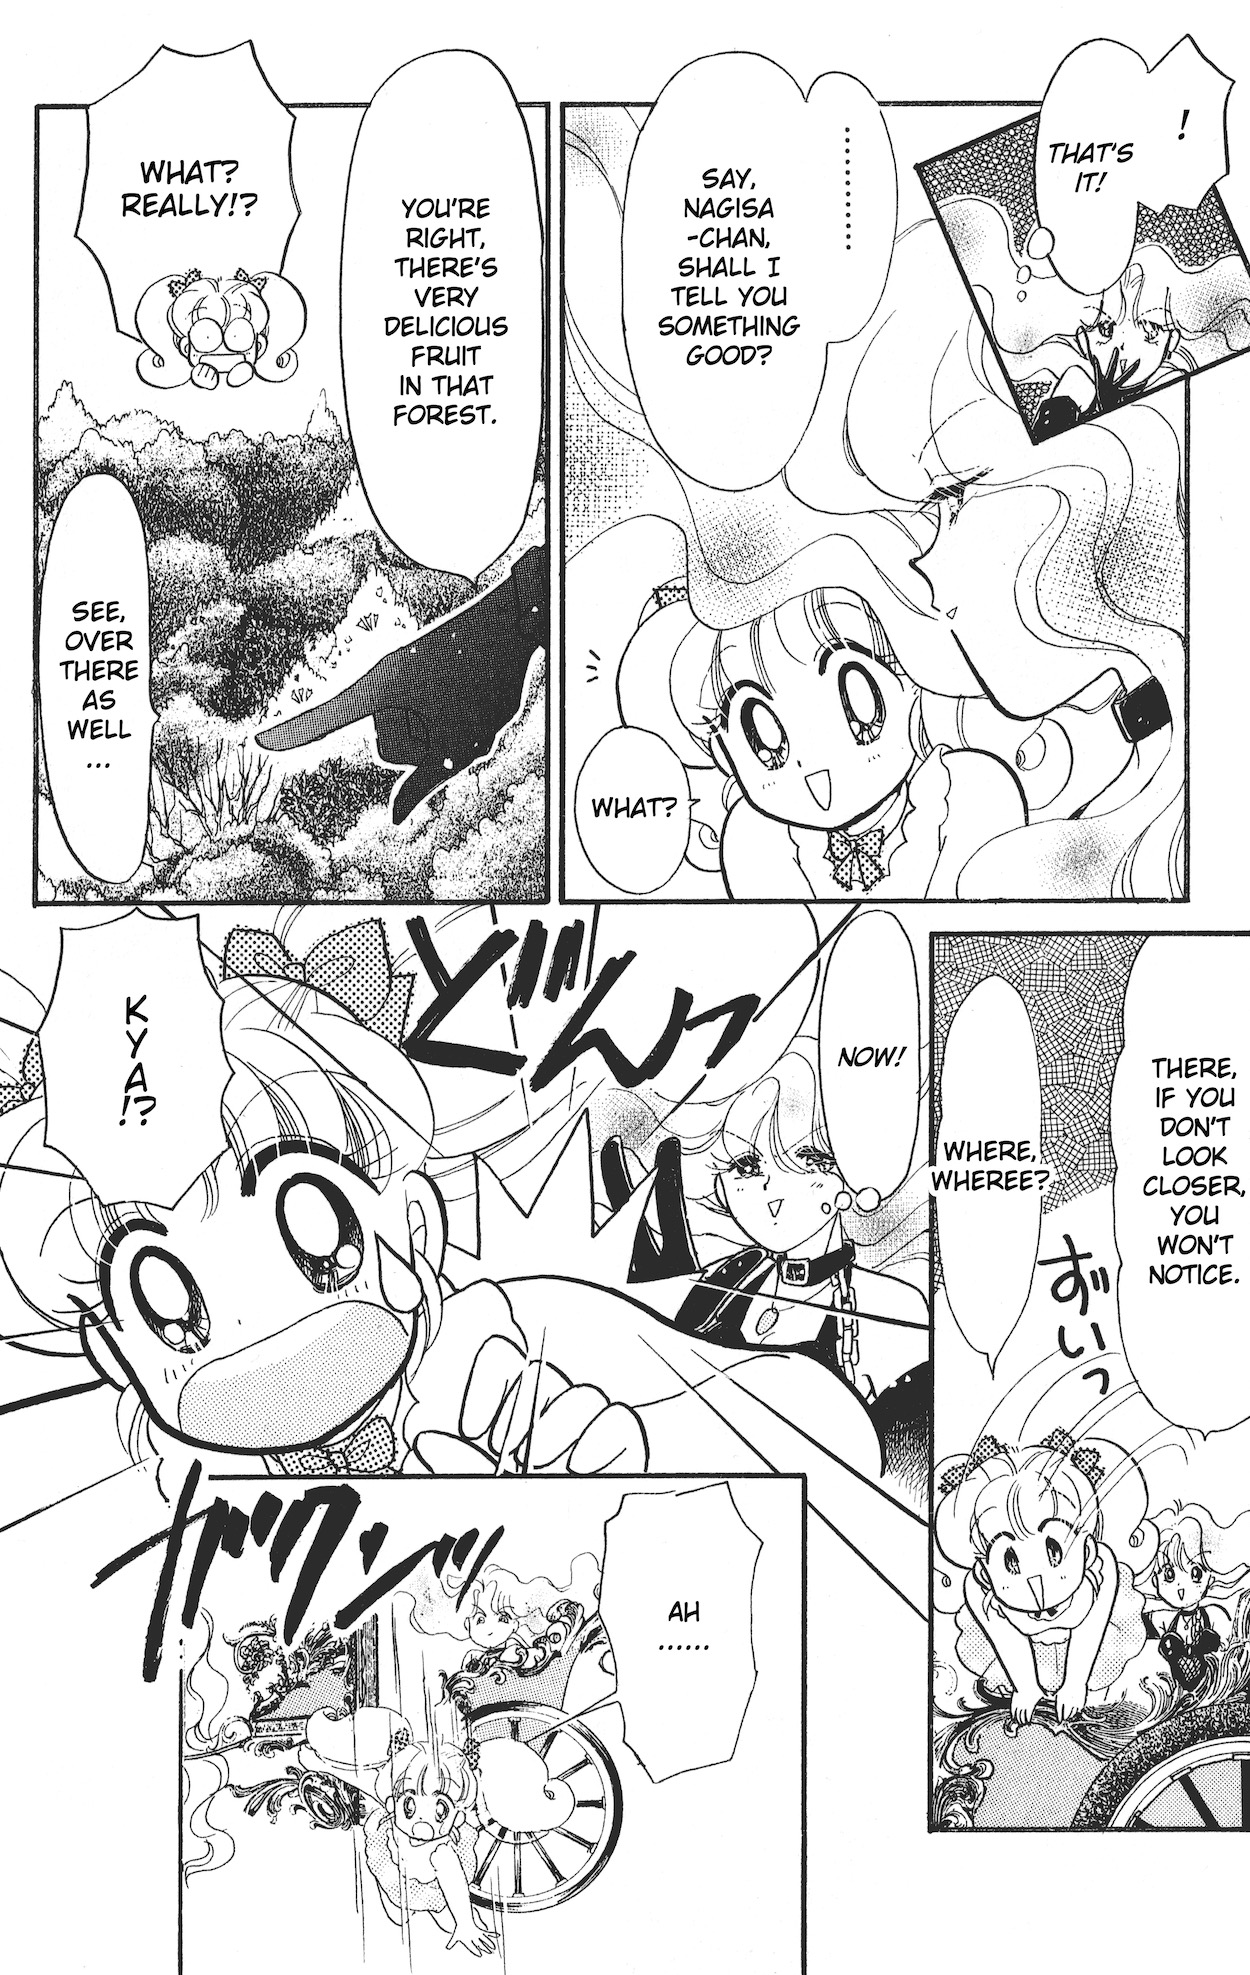 !
THAT'S
IT!
..........
SAY,
NAGISA
-CHAN,
SHALL I
TELL YOU
SOMETHING
GOOD?
WHAT?
YOU'RE
RIGHT,
THERE'S
VERY
DELICIOUS
FRUIT
IN THAT
FOREST.
WHAT?
REALLY!?
SEE,
OVER
THERE
AS
WELL
...
THERE,
IF YOU
DON'T
LOOK
CLOSER,
YOU
WON'T
NOTICE.
WHERE,
WHEREE?
ずいっ
NOW!
どんっ
KYA!?
ガクンッ
AH
......